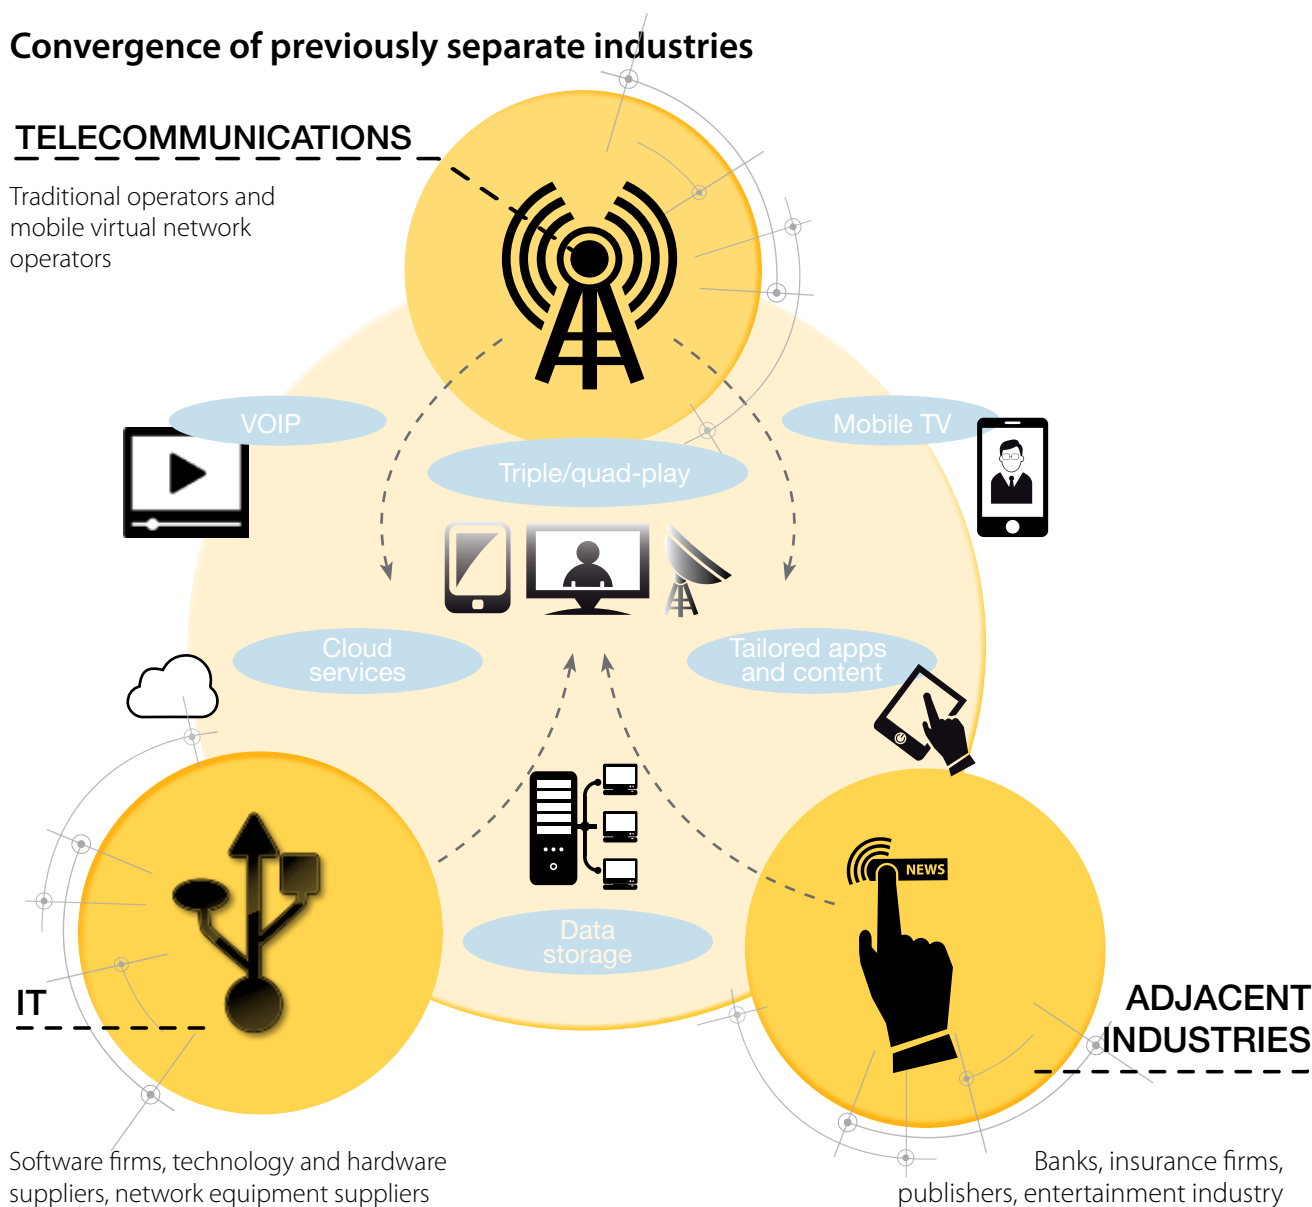 Convergence of previously separate industries
TELECOMMUNICATIONS
Traditional operators and
mobile virtual network
operators
VOIP
Mobile TV
Triple/quad-play
Cloud
services
Tailored apps
and content
NEWS
Data
storage
IT
ADJACENT
INDUSTRIES
Software firms, technology and hardware
suppliers, network equipment suppliers
Banks, insurance firms,
publishers, entertainment industry